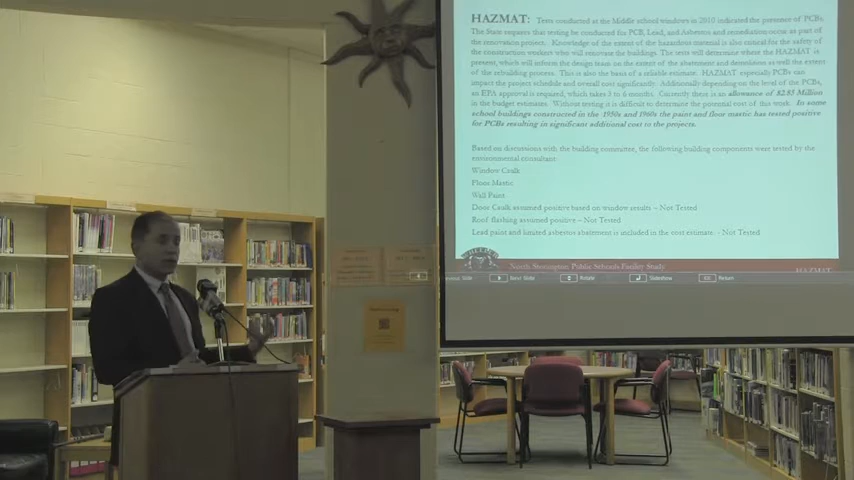 HAZMAT: Tests conducted at the Middle school windows in 2010 indicated the presence of PCBs.
The State requires that testing be conducted for PCB, Lead, and Asbestos and remediation occur as part of
the renovation project. Knowledge of the extent of the hazardous material is also critical for the safety of
the construction workers who will renovate the buildings. The tests will determine where the HAZMAT is
present, which will inform the design team on the extent of the abatement and demolition as well the extent
of the rebuilding process. This is also the basis of a reliable estimate. HAZMAT especially PCBs can
impact the project schedule and overall cost significantly. Additionally depending on the level of the PCBs,
an EPA approval is required, which takes 3 to 6 months. Currently there is an allowance of $2.83 Million
in the budget estimates. Without testing it is difficult to determine the potential cost of this work. In some
school buildings constructed in the 1950s and 1960s the paint and floor mastic has tested positive
for PCBs resulting in significant additional cost to the projects.
Based on discussions with the building committee, the following building components were tested by the
environmental consultant:
Window Caulk
Floor Mastic
Wall Paint
Door Caulk assumed positive based on window results – Not Tested
Roof flashing assumed positive – Not Tested
Lead paint and limited asbestos abatement is included in the cost estimate – Not Tested
North Stonington Public Schools Facility Study
HAZMAT
Next Slide
Rotate
Slideshow
Return